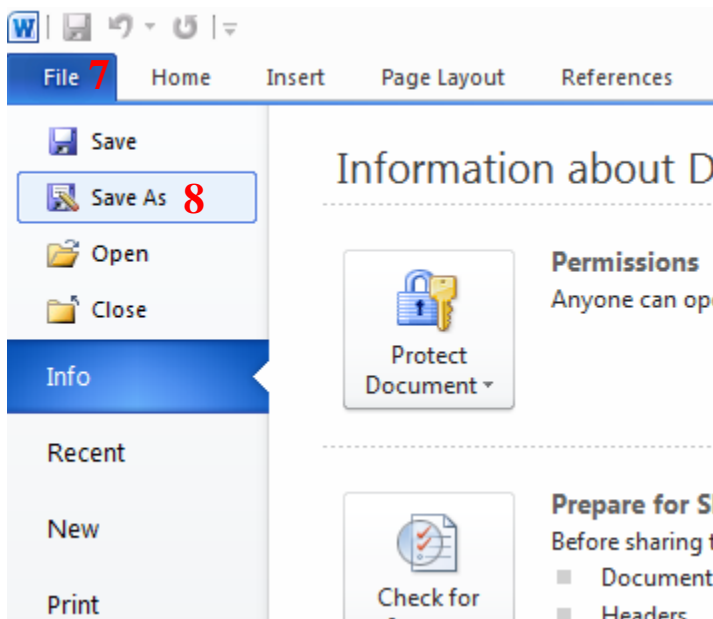 W
File 7 Home Insert Page Layout References
Save
Save As 8
Open
Close
Info
Recent
New
Print
Information about D
Permissions
Anyone can op
Protect
Document
Prepare for S
Before sharing t
Document
Headers
Check for